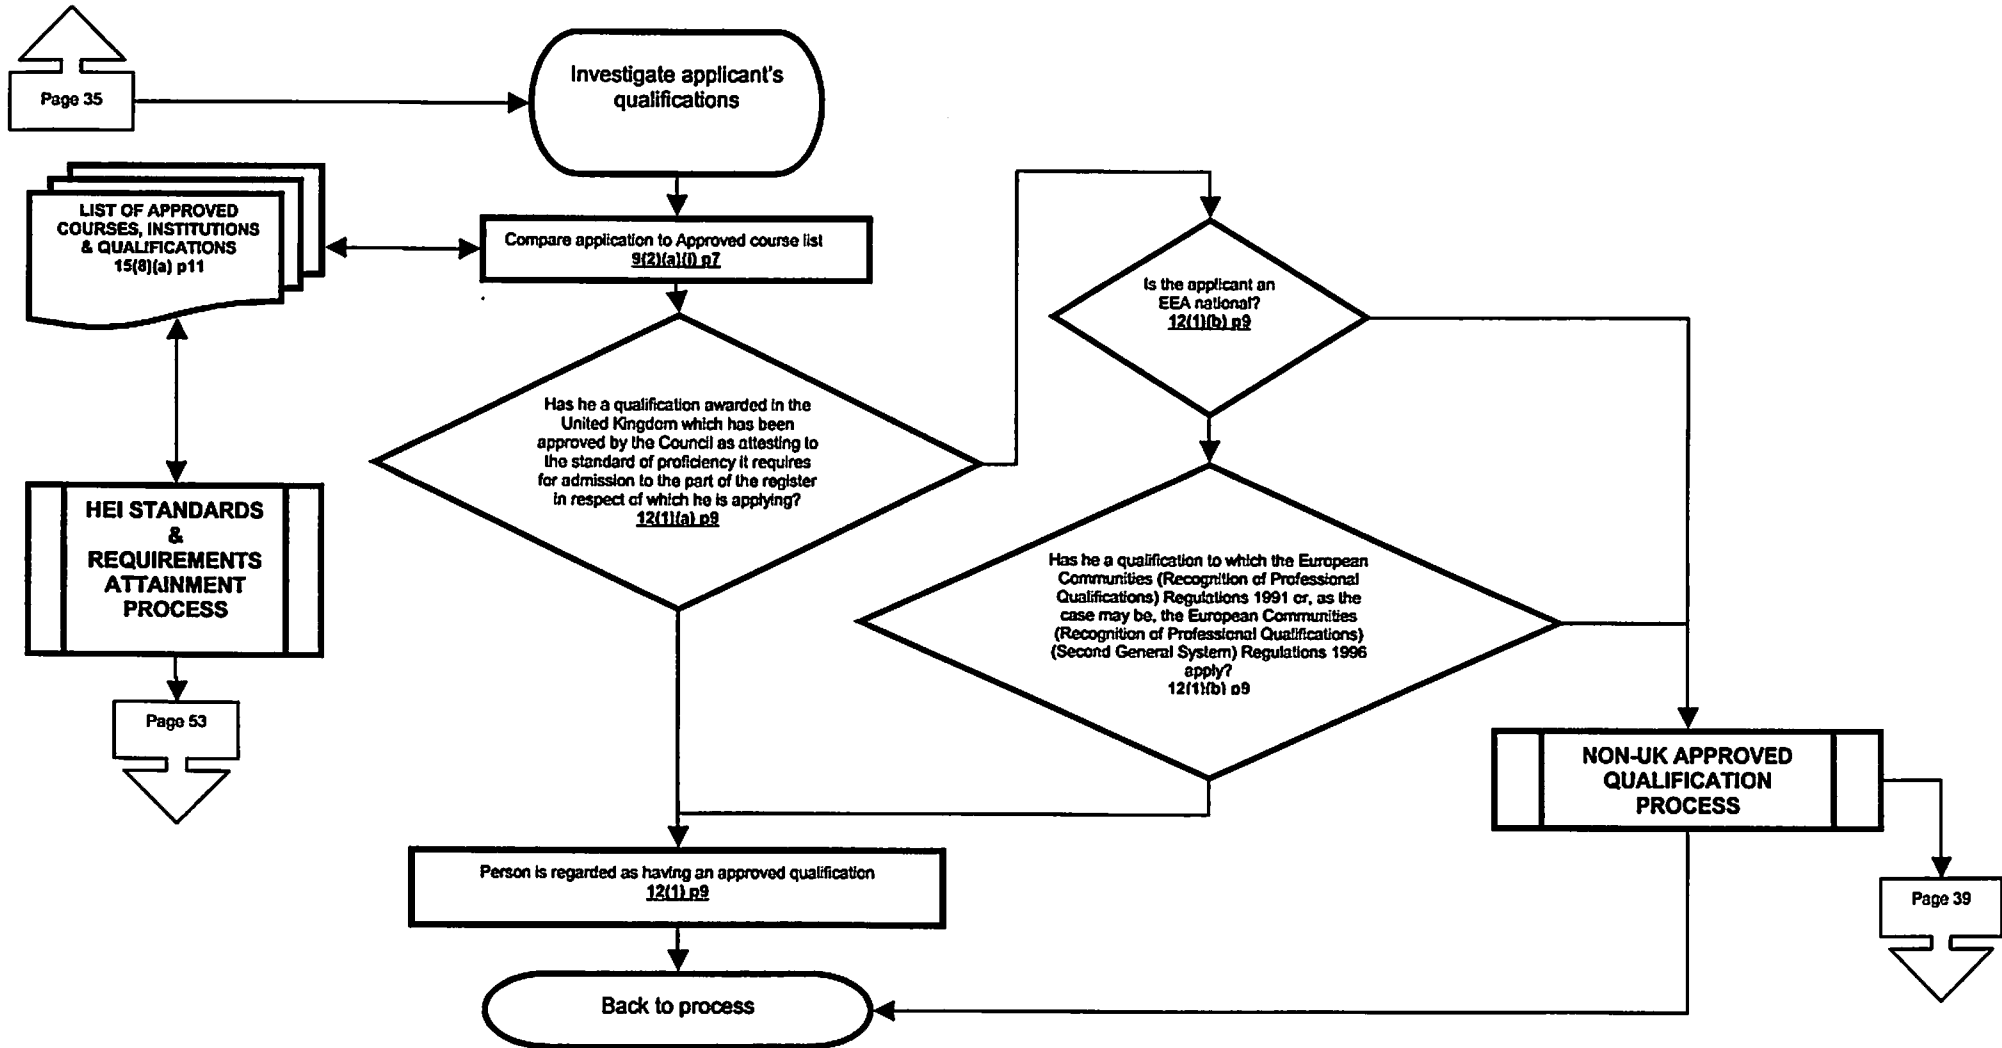 Page 35
Investigate applicant's
qualifications
LIST OF APPROVED
COURSES, INSTITUTIONS
& QUALIFICATIONS
15(8)(a) p11
Compare application to Approved course list
9(2)(a)(i) p7
Is the applicant an
EEA national?
12(1)(b) p9
Has he a qualification awarded in the
United Kingdom which has been
approved by the Council as attesting to
the standard of proficiency it requires
for admission to the part of the register
in respect of which he is applying?
12(1)(a) p9
HEI STANDARDS
&
REQUIREMENTS
ATTAINMENT
PROCESS
Has he a qualification to which the European
Communities (Recognition of Professional
Qualifications) Regulations 1991 or, as the
case may be, the European Communities
(Recognition of Professional Qualifications)
(Second General System) Regulations 1996
apply?
12(1)(b) p9
Page 53
NON-UK APPROVED
QUALIFICATION
PROCESS
Person is regarded as having an approved qualification
12(1) p9
Page 39
Back to process